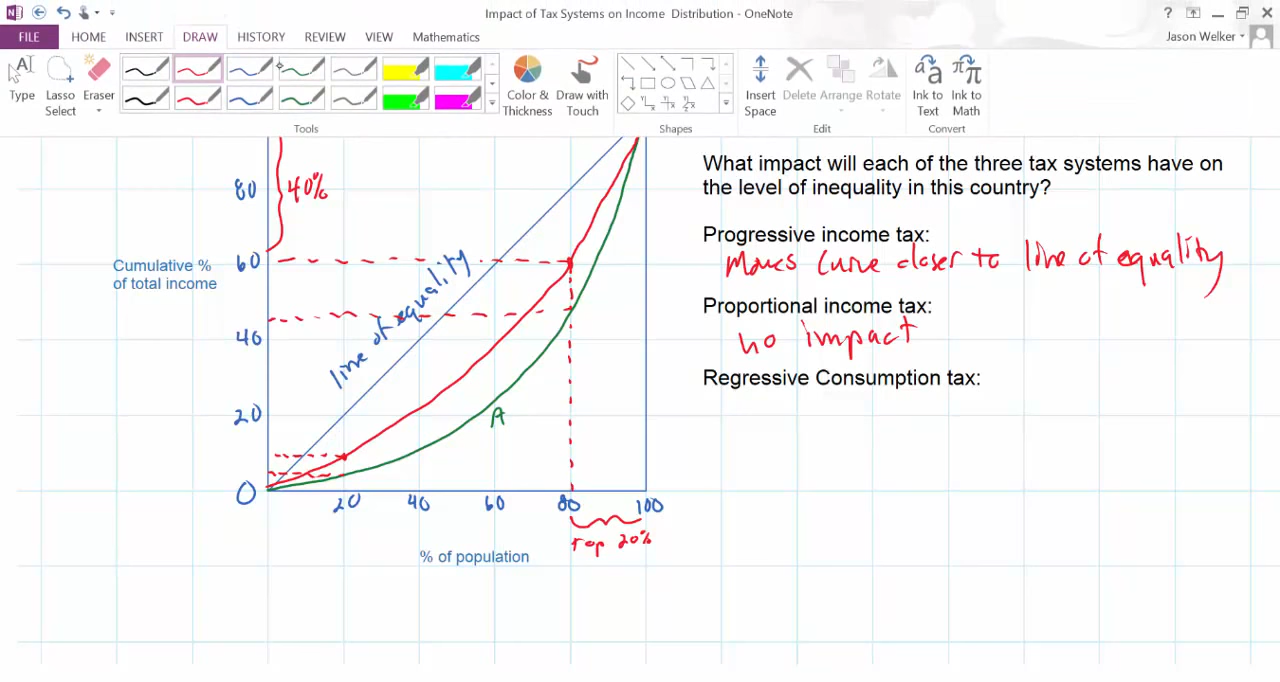 Impact of Tax Systems on Income Distribution - OneNote
?
Jason Welker
FILE HOME INSERT DRAW HISTORY REVIEW VIEW Mathematics
Type
Lasso Select
Eraser
Color & Thickness
Draw with Touch
Insert Space
Delete
Arrange
Rotate
Ink to Text
Ink to Math
Tools
Shapes
Edit
Convert
80
40%
60
Cumulative %
of total income
line of equality
40
20
A
0
20 40 60 80 100
Top 20%
% of population
What impact will each of the three tax systems have on
the level of inequality in this country?
Progressive income tax:
Moves curve closer to line of equality
Proportional income tax:
no impact
Regressive Consumption tax: